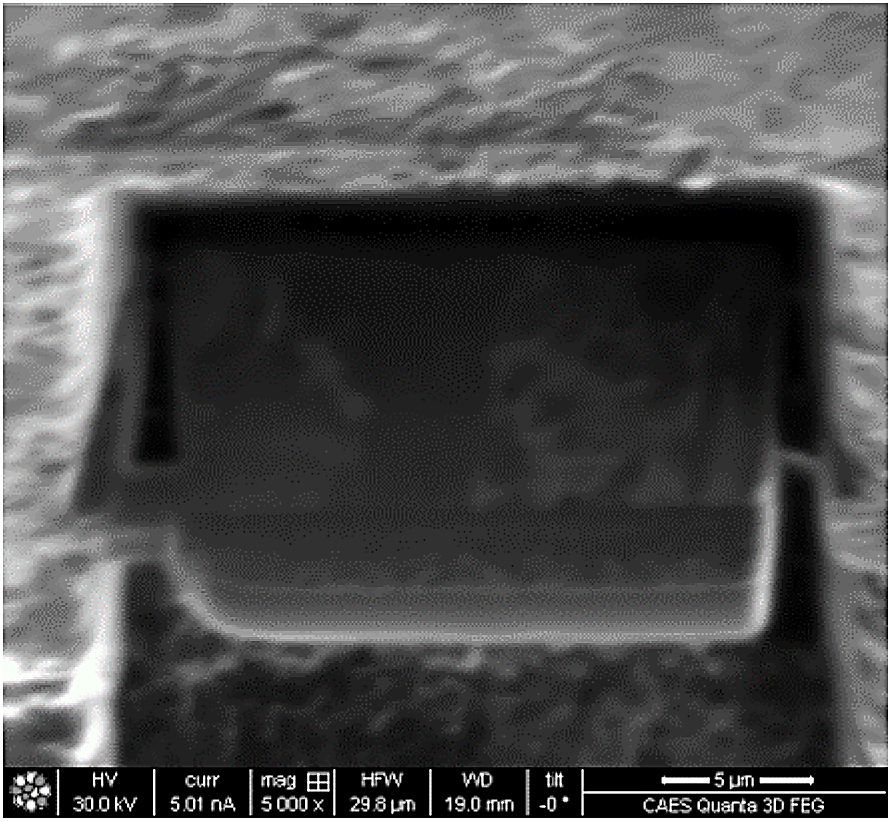 HV curr mag HFW WD tilt 5 µm
30.0 kV 5.01 nA 5 000 x 29.8 µm 19.0 mm -0 ° CAES Quanta 3D FEG